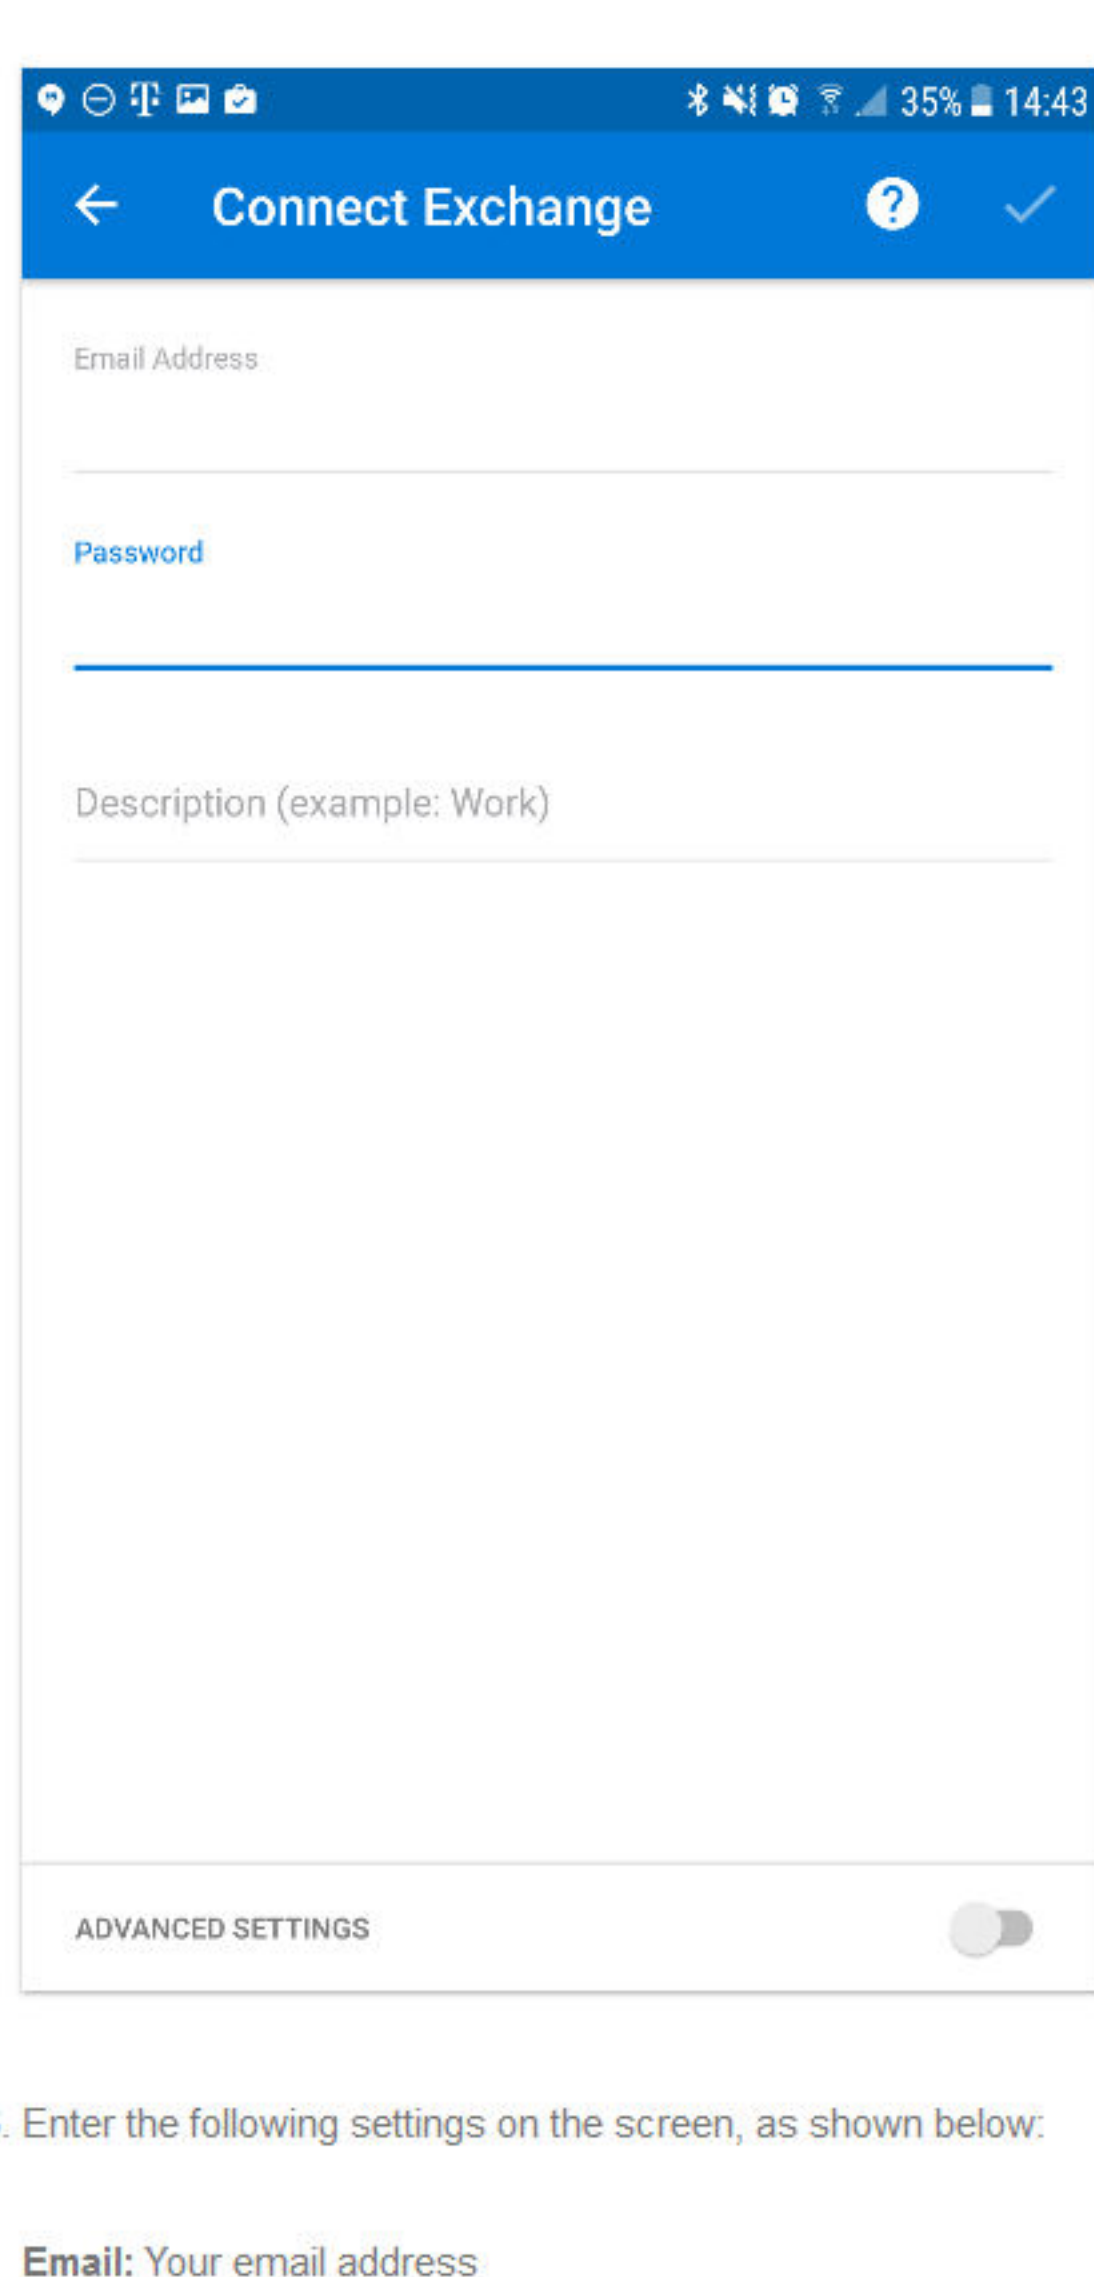 35% 14:43
Connect Exchange
Email Address
Password
Description (example: Work)
ADVANCED SETTINGS
. Enter the following settings on the screen, as shown below:
Email: Your email address